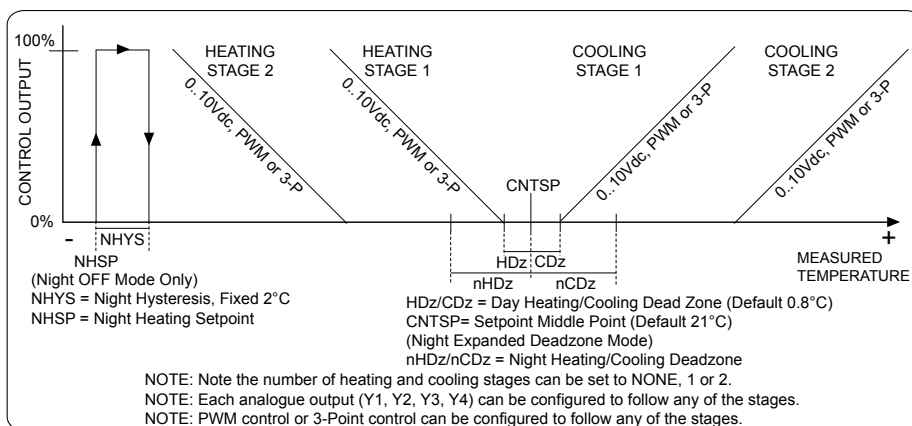 100%
HEATING
STAGE 2
HEATING
STAGE 1
COOLING
STAGE 1
COOLING
STAGE 2
CONTROL OUTPUT
0..10Vdc, PWM or 3-P
0..10Vdc, PWM or 3-P
0..10Vdc, PWM or 3-P
0..10Vdc, PWM or 3-P
CNTSP
0%
-
NHYS
+
NHSP
HDz
CDz
MEASURED
TEMPERATURE
(Night OFF Mode Only)
nHDz
nCDz
NHYS = Night Hysteresis, Fixed 2°C
NHSP = Night Heating Setpoint
HDz/CDz = Day Heating/Cooling Dead Zone (Default 0.8°C)
CNTSP= Setpoint Middle Point (Default 21°C)
(Night Expanded Deadzone Mode)
nHDz/nCDz = Night Heating/Cooling Deadzone
NOTE: Note the number of heating and cooling stages can be set to NONE, 1 or 2.
NOTE: Each analogue output (Y1, Y2, Y3, Y4) can be configured to follow any of the stages.
NOTE: PWM control or 3-Point control can be configured to follow any of the stages.